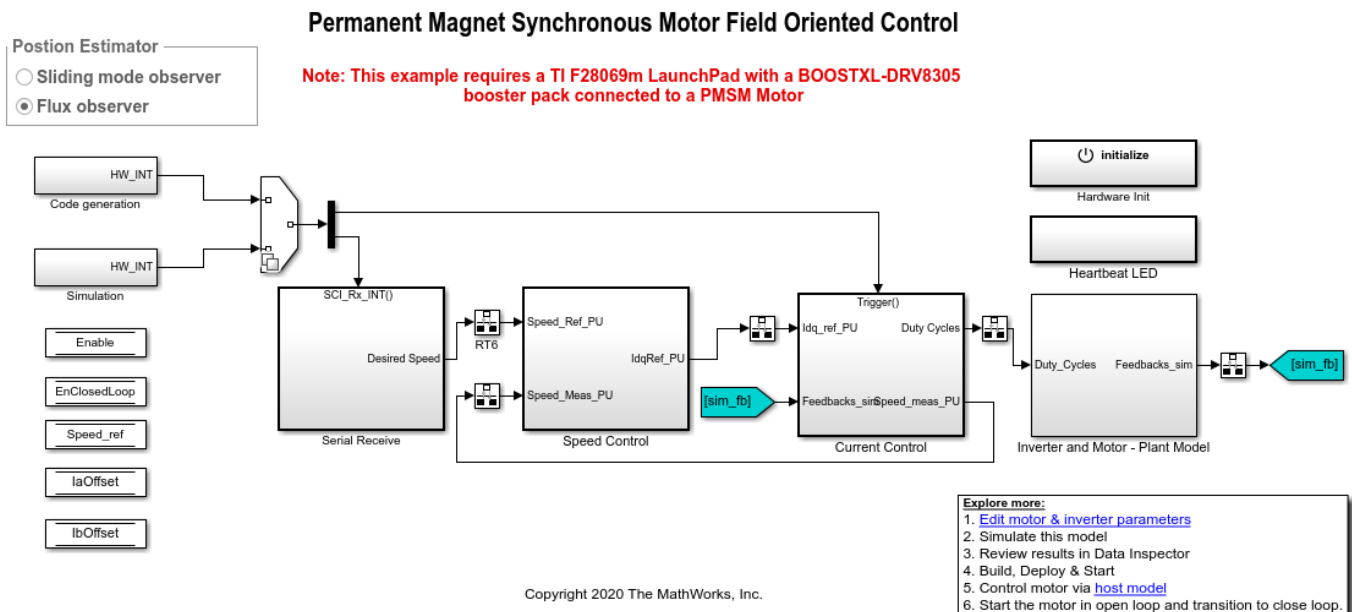 Permanent Magnet Synchronous Motor Field Oriented Control
Postion Estimator
Sliding mode observer
Flux observer
Note: This example requires a TI F28069m LaunchPad with a BOOSTXL-DRV8305
booster pack connected to a PMSM Motor
HW_INT
Code generation
HW_INT
Simulation
initialize
Hardware Init
Heartbeat LED
SCI_Rx_INT()
Desired Speed
Serial Receive
RT6
Speed_Ref_PU
IdqRef_PU
Speed_Meas_PU
Speed Control
[sim_fb]
Trigger()
Idq_ref_PU
Duty Cycles
Feedbacks_sim
Speed_meas_PU
Current Control
Duty_Cycles
Feedbacks_sim
Inverter and Motor - Plant Model
[sim_fb]
Enable
EnClosedLoop
Speed_ref
IaOffset
IbOffset
Explore more:
1. Edit motor & inverter parameters
2. Simulate this model
3. Review results in Data Inspector
4. Build, Deploy & Start
5. Control motor via host model
6. Start the motor in open loop and transition to close loop.
Copyright 2020 The MathWorks, Inc.